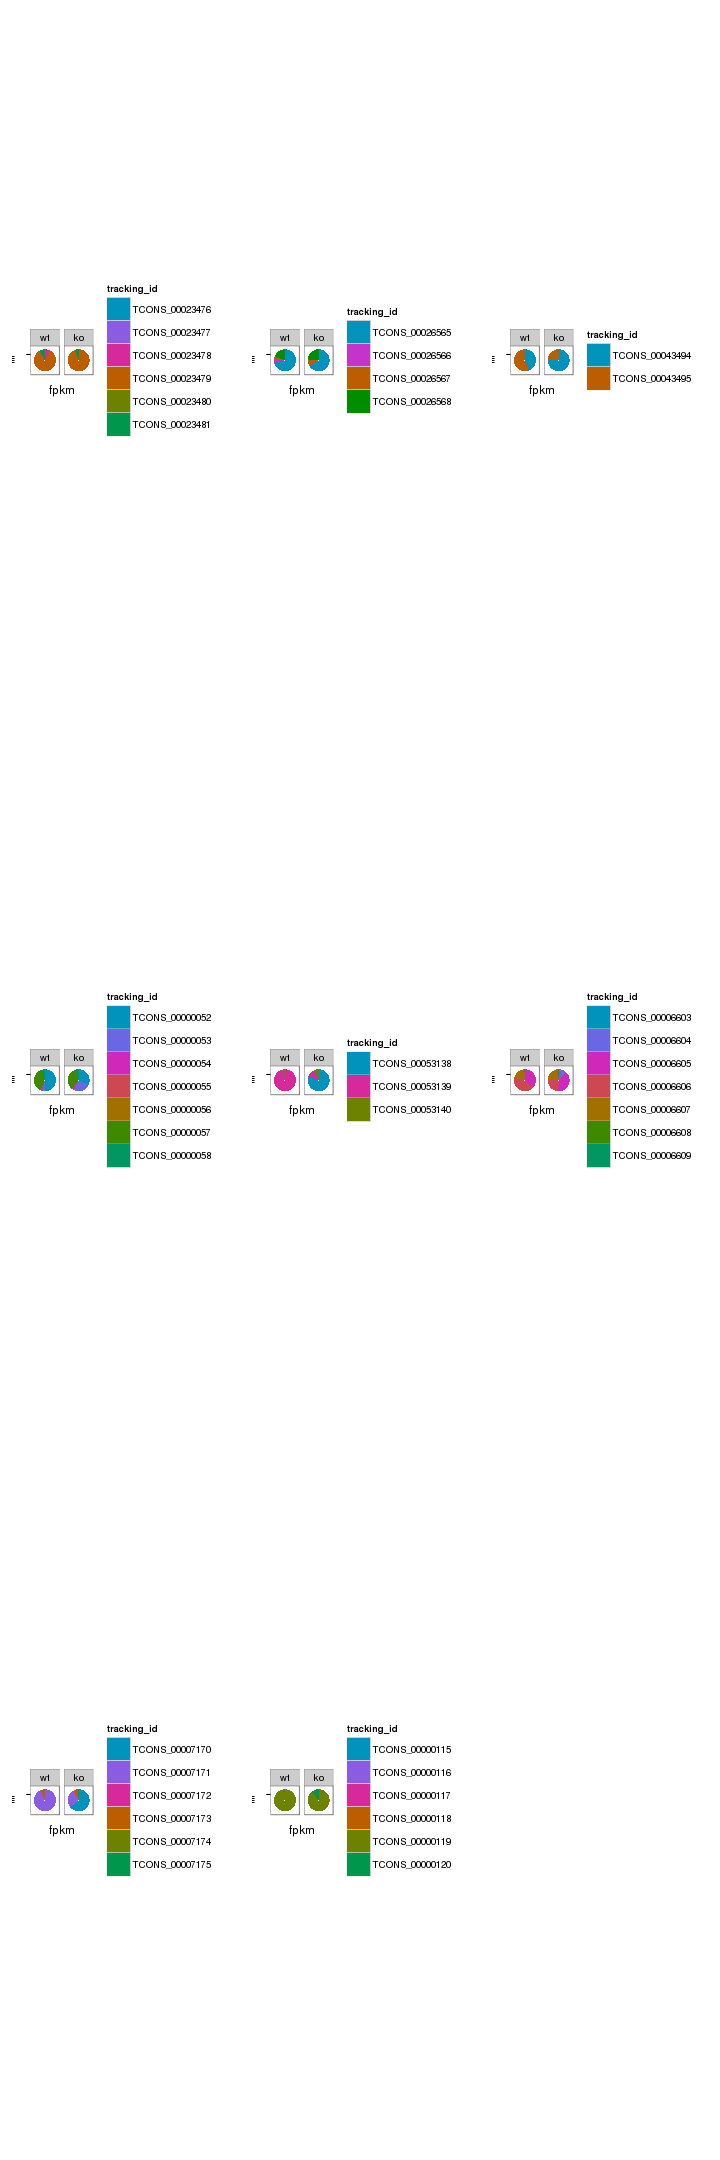 tracking_id
wt ko
TCONS_00023476
TCONS_00023477
TCONS_00023478
TCONS_00023479
TCONS_00023480
TCONS_00023481
fpkm
tracking_id
wt ko
TCONS_00026565
TCONS_00026566
TCONS_00026567
TCONS_00026568
fpkm
tracking_id
wt ko
TCONS_00043494
TCONS_00043495
fpkm
tracking_id
wt ko
TCONS_00000052
TCONS_00000053
TCONS_00000054
TCONS_00000055
TCONS_00000056
TCONS_00000057
TCONS_00000058
fpkm
tracking_id
wt ko
TCONS_00053138
TCONS_00053139
TCONS_00053140
fpkm
tracking_id
wt ko
TCONS_00006603
TCONS_00006604
TCONS_00006605
TCONS_00006606
TCONS_00006607
TCONS_00006608
TCONS_00006609
fpkm
tracking_id
wt ko
TCONS_00007170
TCONS_00007171
TCONS_00007172
TCONS_00007173
TCONS_00007174
TCONS_00007175
fpkm
tracking_id
wt ko
TCONS_00000115
TCONS_00000116
TCONS_00000117
TCONS_00000118
TCONS_00000119
TCONS_00000120
fpkm